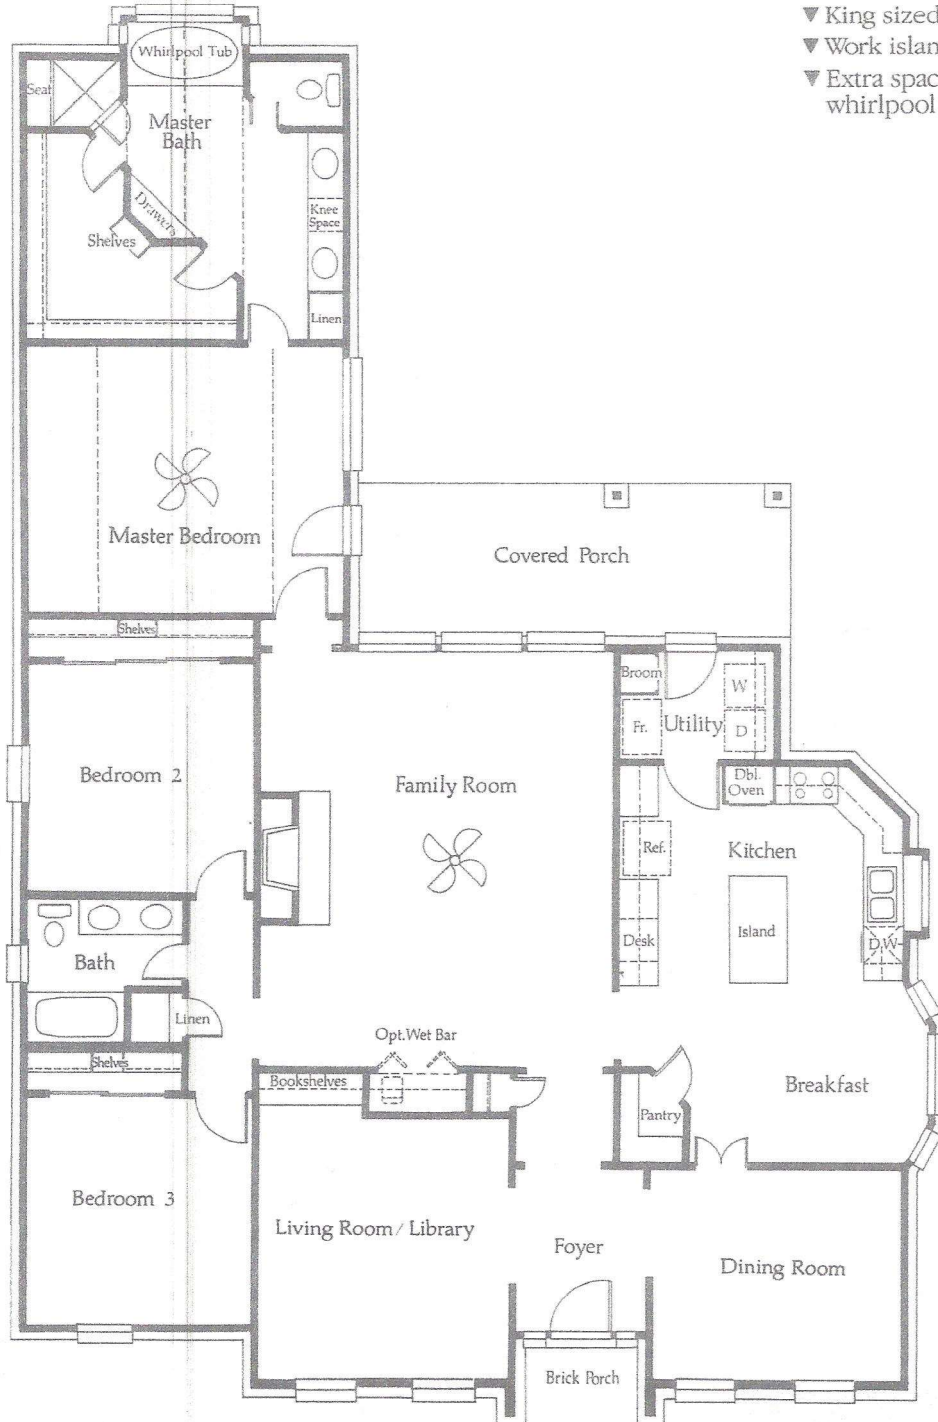 ▼ King sized
▼ Work islan
▼ Extra spac
whirlpool
Whirlpool Tub
Seat
Master
Bath
Drawers
Knee
Space
Shelves
Linen
Master Bedroom
Covered Porch
Shelves
Broom
W
Fr.
Utility
D
Bedroom 2
Family Room
Dbl.
Oven
Ref.
Kitchen
Island
Desk
D.W.
Bath
Linen
Opt. Wet Bar
Shelves
Bookshelves
Breakfast
Pantry
Bedroom 3
Living Room / Library
Foyer
Dining Room
Brick Porch